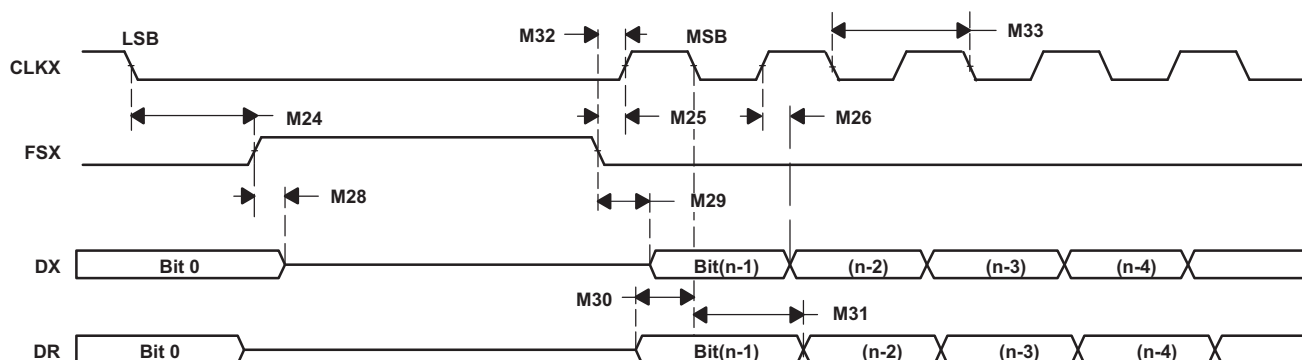 LSB
M32
MSB
M33
CLKX
M24
M25
M26
FSX
M28
M29
DX
Bit 0
Bit(n-1)
(n-2)
(n-3)
(n-4)
M30
M31
DR
Bit 0
Bit(n-1)
(n-2)
(n-3)
(n-4)